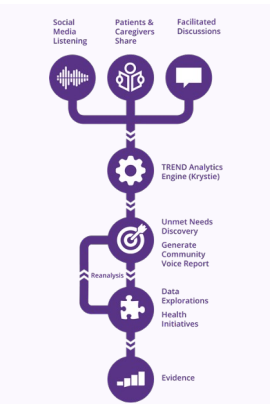 Social
Media
Listening
Patients &
Caregivers
Share
Facilitated
Discussions
TREND Analytics
Engine (Krystie)
Unmet Needs
Discovery
Generate
Community
Voice Report
Reanalysis
Data
Explorations
Health
Initiatives
Evidence